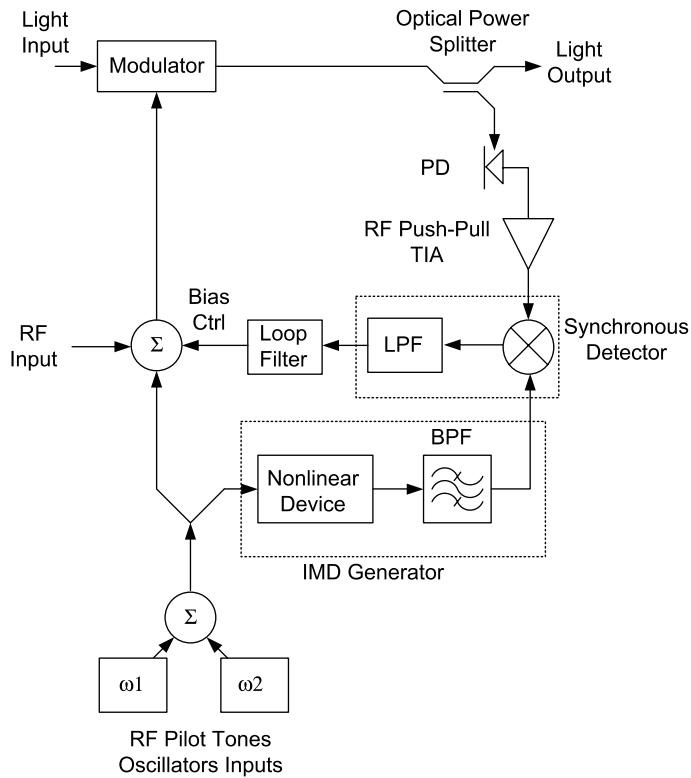 Light
Input
Modulator
Optical Power
Splitter
Light
Output
PD
RF Push-Pull
TIA
Synchronous
Detector
LPF
Loop
Filter
Bias
Ctrl
Σ
RF
Input
BPF
Nonlinear
Device
IMD Generator
Σ
ω1
ω2
RF Pilot Tones
Oscillators Inputs